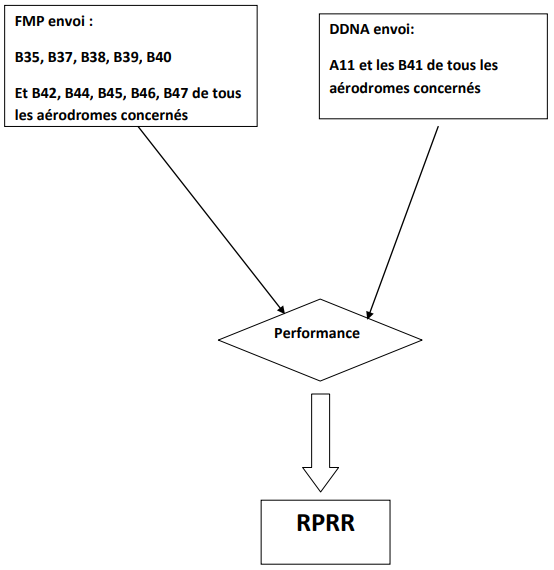 FMP envoi :
B35, B37, B38, B39, B40
Et B42, B44, B45, B46, B47 de tous
les aérodromes concernés
DDNA envoi:
A11 et les B41 de tous les
aérodromes concernés
Performance
RPRR